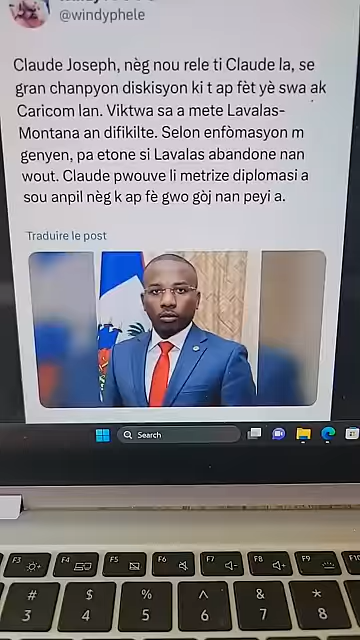 @windyphele
Claude Joseph, nèg nou rele ti Claude la, se
gran chanpyon diskisyon ki t ap fèt yè swa ak
Caricom lan. Viktwa sa a mete Lavalas-
Montana an difikilte. Selon enfòmasyon m
genyen, pa etone si Lavalas abandone nan
wout. Claude pwouve li metrize diplomasi a
sou anpil nèg k ap fè gwo gòj nan peyi a.
Traduire le post
Search
F3 F4 F5 F6 F7 F8 F9 F10
# $ % ^ & *
3 4 5 6 7 8